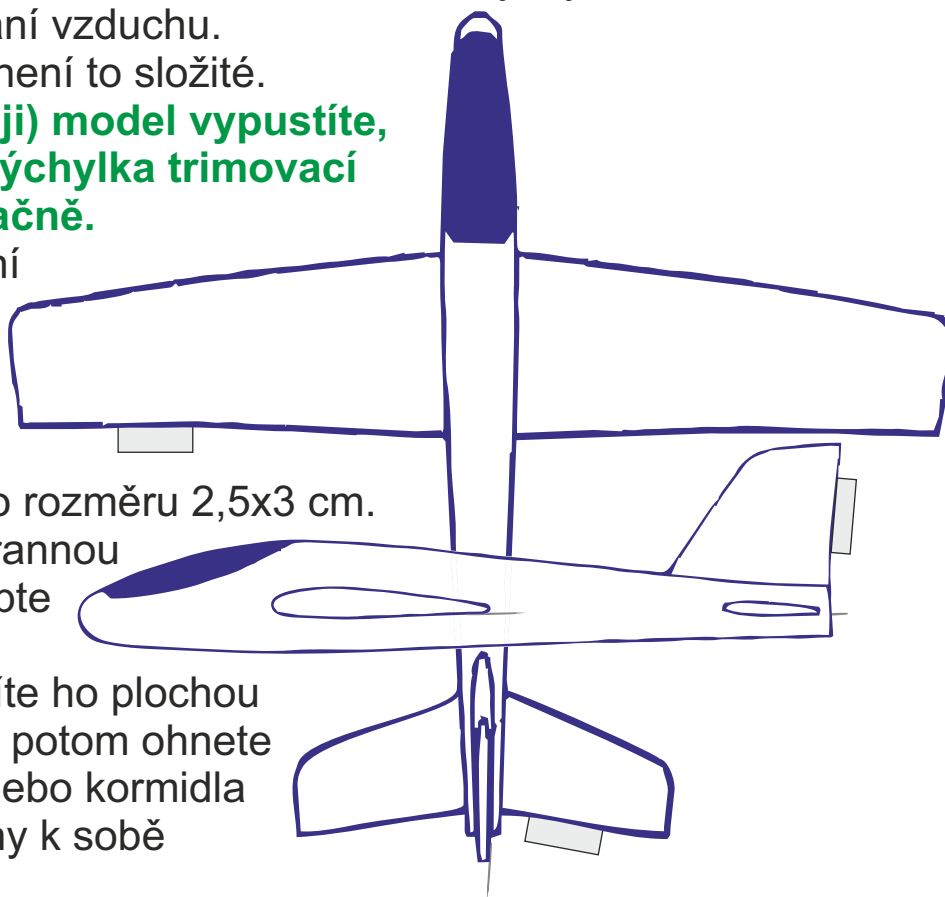 ání vzduchu.
není to složité.
ji) model vypustíte,
ýchylka trimovací
ačně.
ní
o rozměru 2,5x3 cm.
rannou
pte
íte ho plochou
potom ohnete
ebo kormidla
ny k sobě